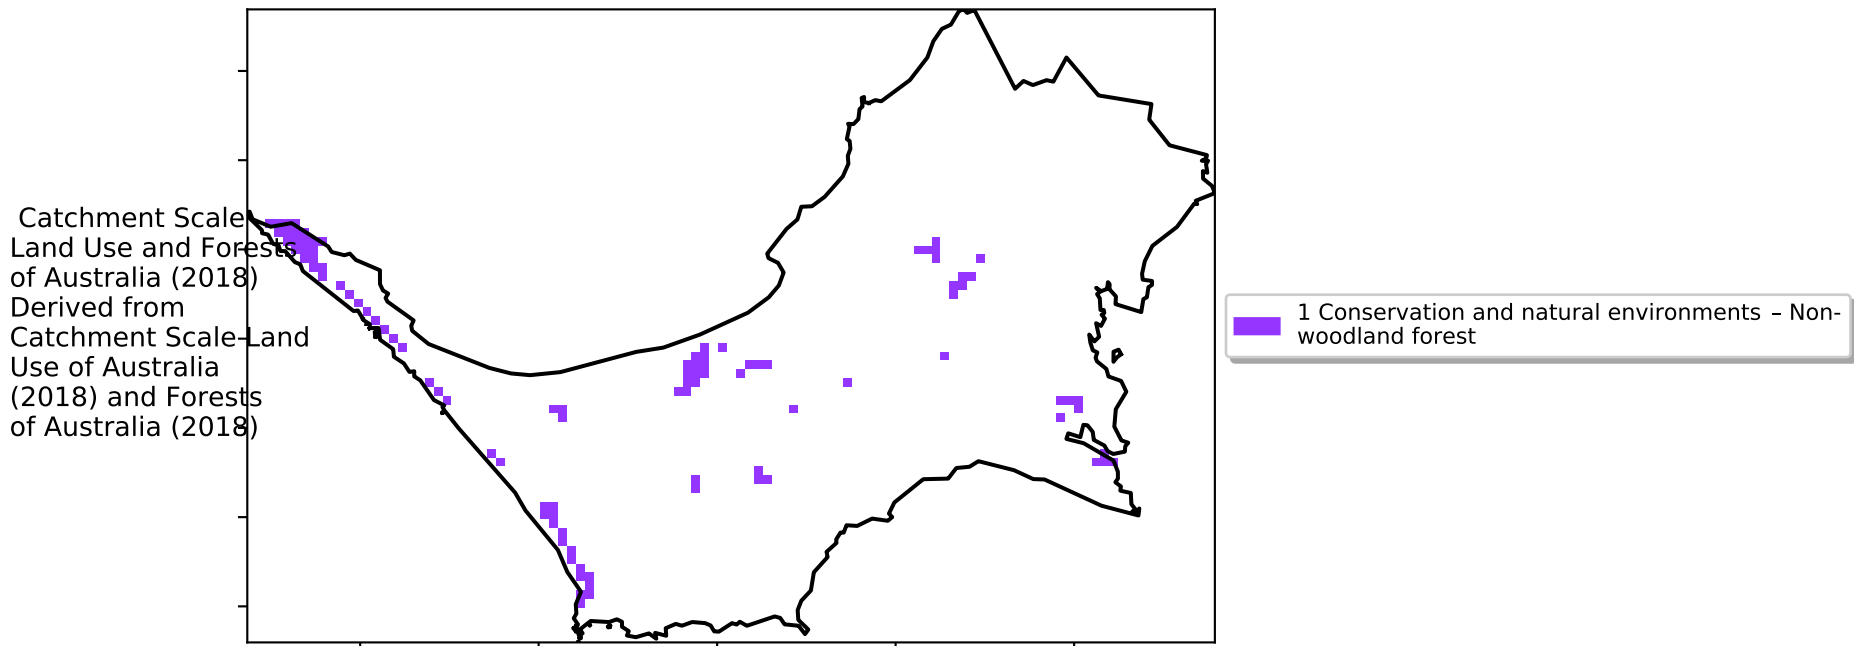 Catchment Scale
Land Use and Forests
of Australia (2018)
Derived from
Catchment Scale Land
Use of Australia
(2018) and Forests
of Australia (2018)
1 Conservation and natural environments – Non-
woodland forest